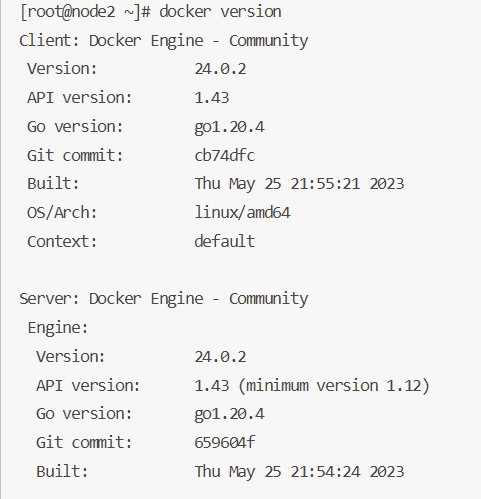 [root@node2 ~]# docker version
Client: Docker Engine - Community
 Version:           24.0.2
 API version:       1.43
 Go version:        go1.20.4
 Git commit:        cb74dfc
 Built:             Thu May 25 21:55:21 2023
 OS/Arch:           linux/amd64
 Context:           default

Server: Docker Engine - Community
 Engine:
  Version:          24.0.2
  API version:      1.43 (minimum version 1.12)
  Go version:       go1.20.4
  Git commit:       659604f
  Built:            Thu May 25 21:54:24 2023